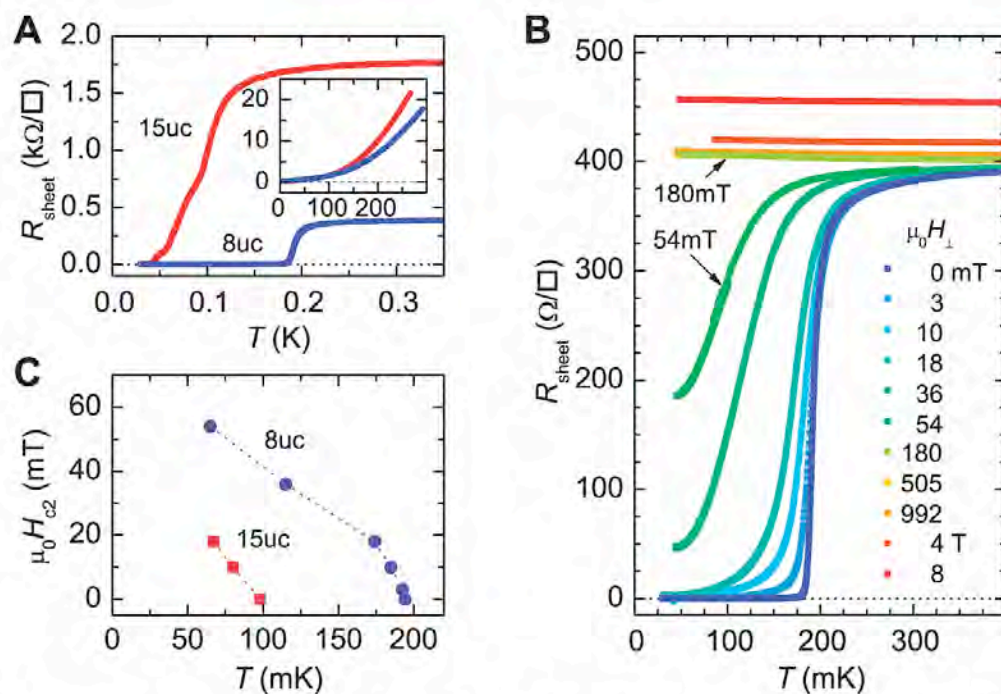 A
2.0
1.5
1.0
0.5
0.0
R_sheet (kΩ/□)
15uc
8uc
20
10
0
0 100 200
0.0 0.1 0.2 0.3
T (K)
C
60
40
20
0
μ₀H_c2 (mT)
8uc
15uc
0 50 100 150 200
T (mK)
B
500
400
300
200
100
0
R_sheet (Ω/□)
180mT
54mT
μ₀H⊥
0 mT
3
10
18
36
54
180
505
992
4 T
8
0 100 200 300
T (mK)